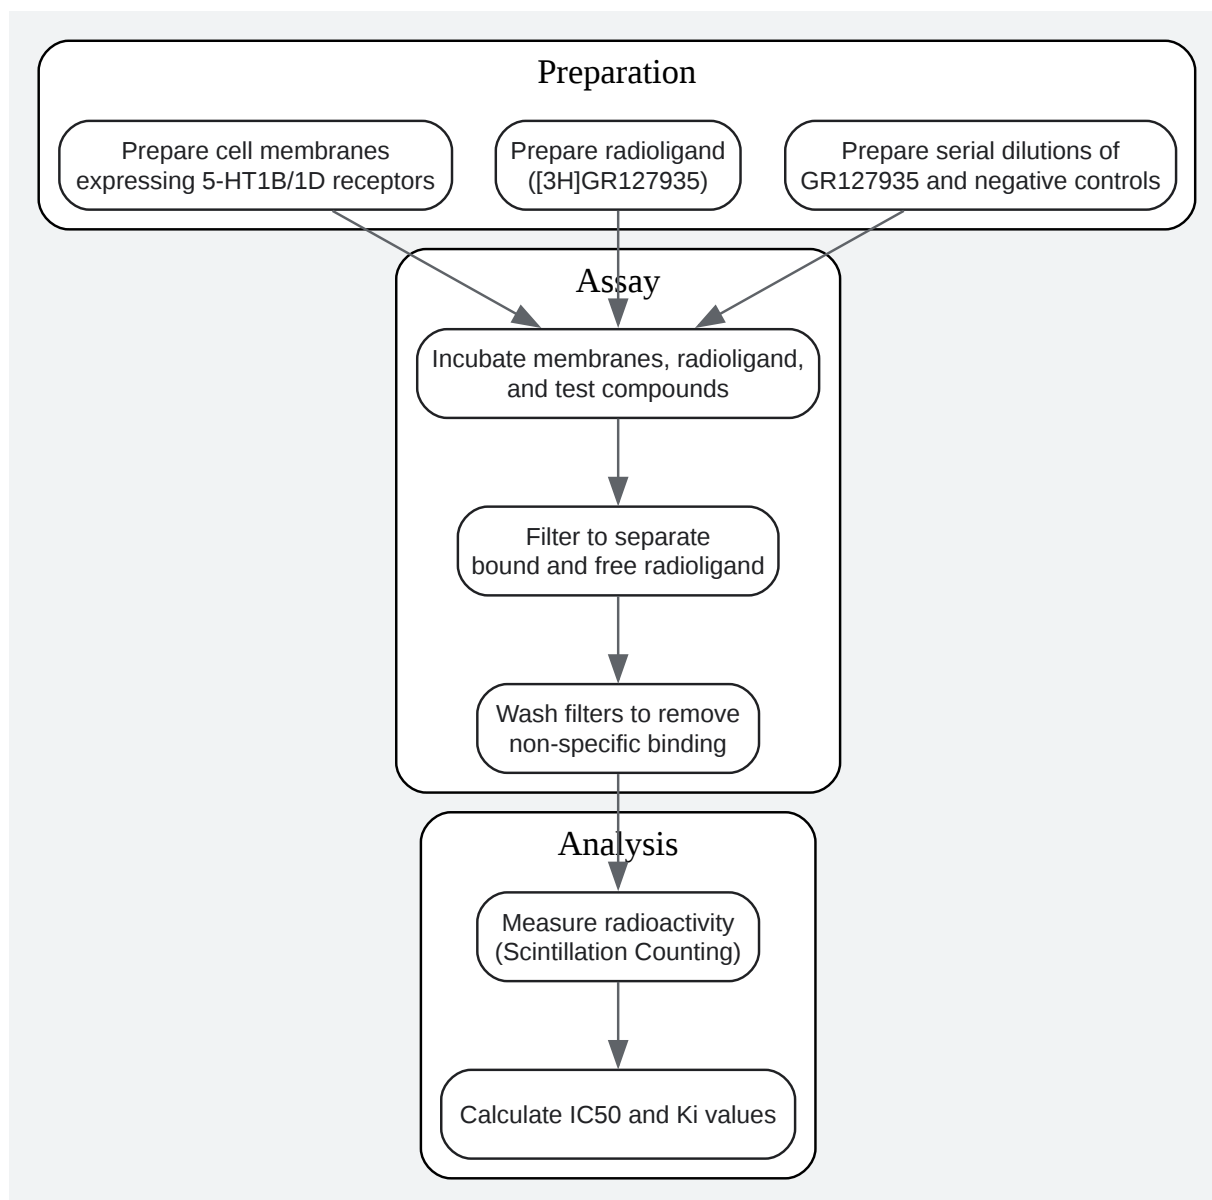 Preparation
Prepare cell membranes
expressing 5-HT1B/1D receptors
Prepare radioligand
([3H]GR127935)
Prepare serial dilutions of
GR127935 and negative controls
Assay
Incubate membranes, radioligand,
and test compounds
Filter to separate
bound and free radioligand
Wash filters to remove
non-specific binding
Analysis
Measure radioactivity
(Scintillation Counting)
Calculate IC50 and Ki values